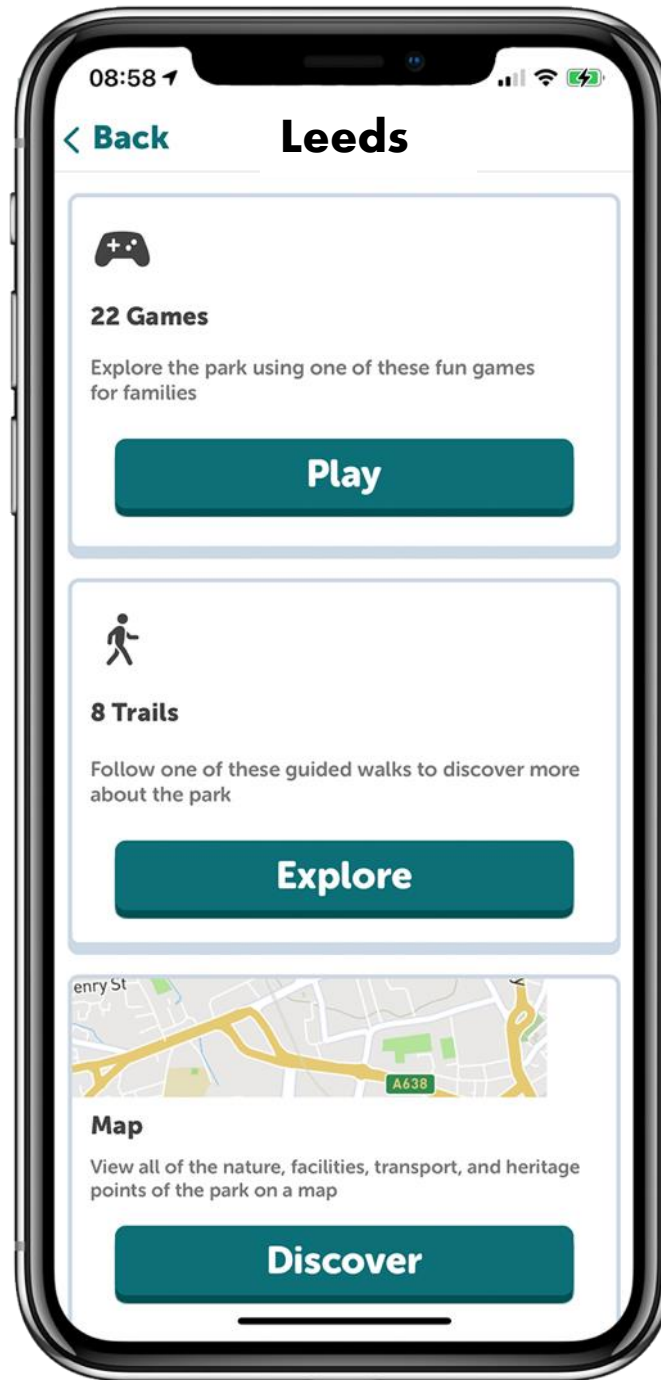 08:58
Back
Leeds
22 Games
Explore the park using one of these fun games
for families
Play
8 Trails
Follow one of these guided walks to discover more
about the park
Explore
enry St
A638
Map
View all of the nature, facilities, transport, and heritage
points of the park on a map
Discover